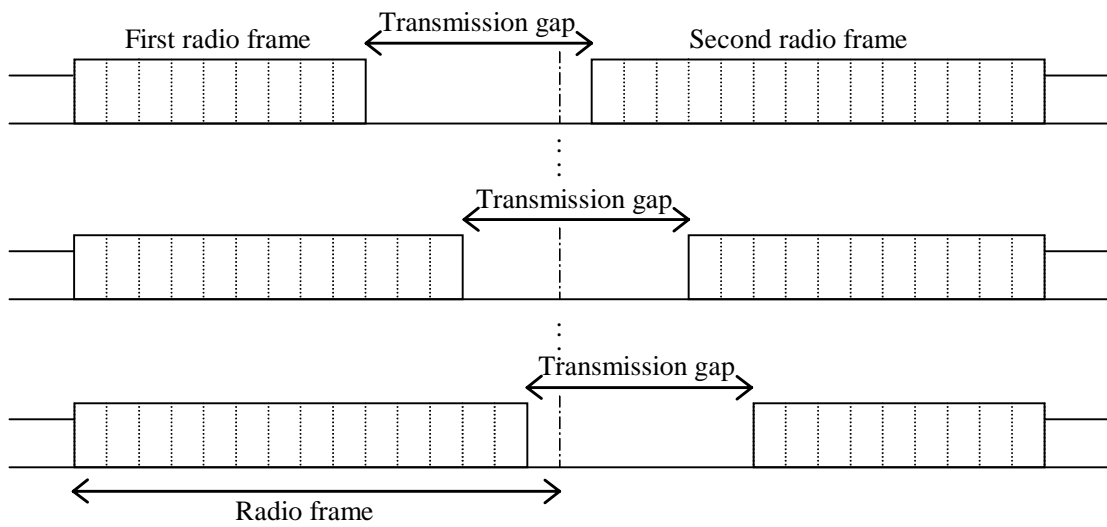 Transmission gap
First radio frame
Second radio frame
Transmission gap
Transmission gap
Radio frame